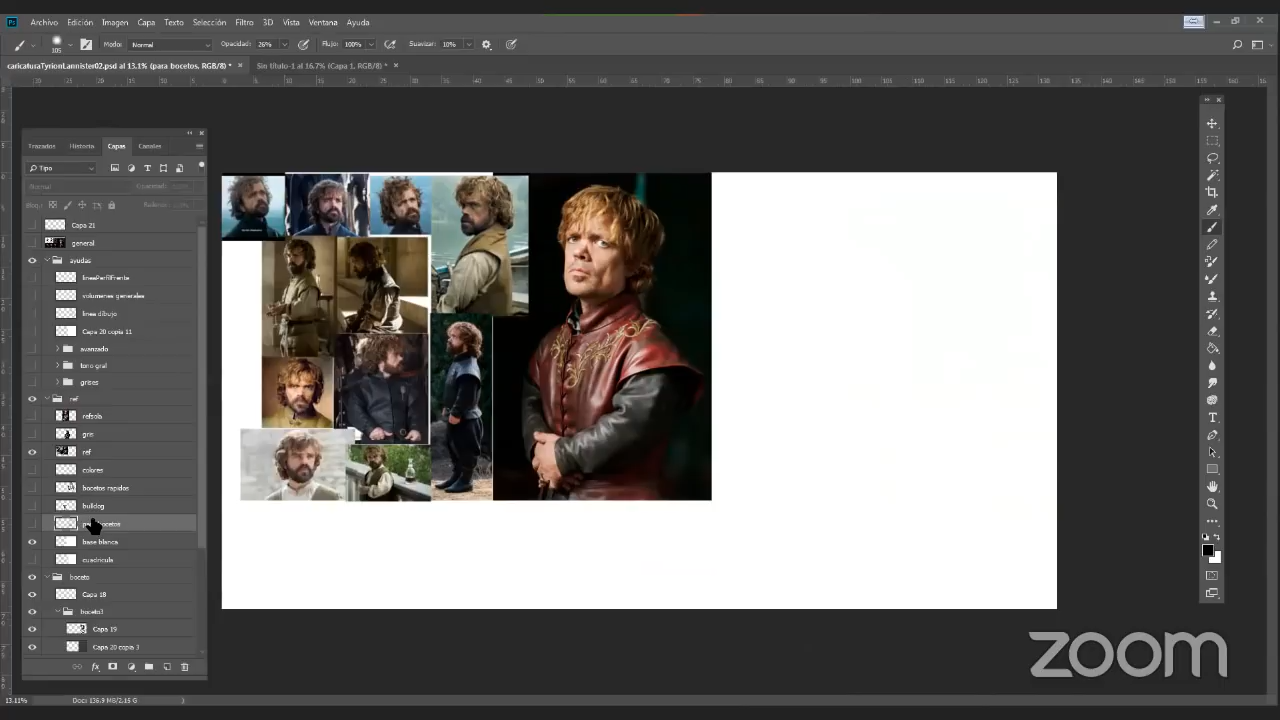 Archivo Edición Imagen Capa Texto Selección Filtro 3D Vista Ventana Ayuda
105 Modo: Normal Opacidad: 26% Flujo: 100% Suavizar: 10%
caricaturaTyrionLannister02.psd al 13.1% (para bocetos, RGB/8) * × Sin título-1 al 16.7% (Capa 1, RGB/8) * ×
Trazados Historia Capas Canales
Tipo
Normal
Capa 21
general
ayudas
lineaPerfilFrente
volumenes generales
linea dibujo
Capa 20 copia 11
avanzado
tono gral
grises
ref
refsola
gris
ref
colores
bocetos rapidos
bulldog
base blanca
cuadricula
boceto
Capa 18
boceto3
Capa 19
Capa 20 copia 3
13.11% Doc: 136.9 MB/2.15 G
zoom